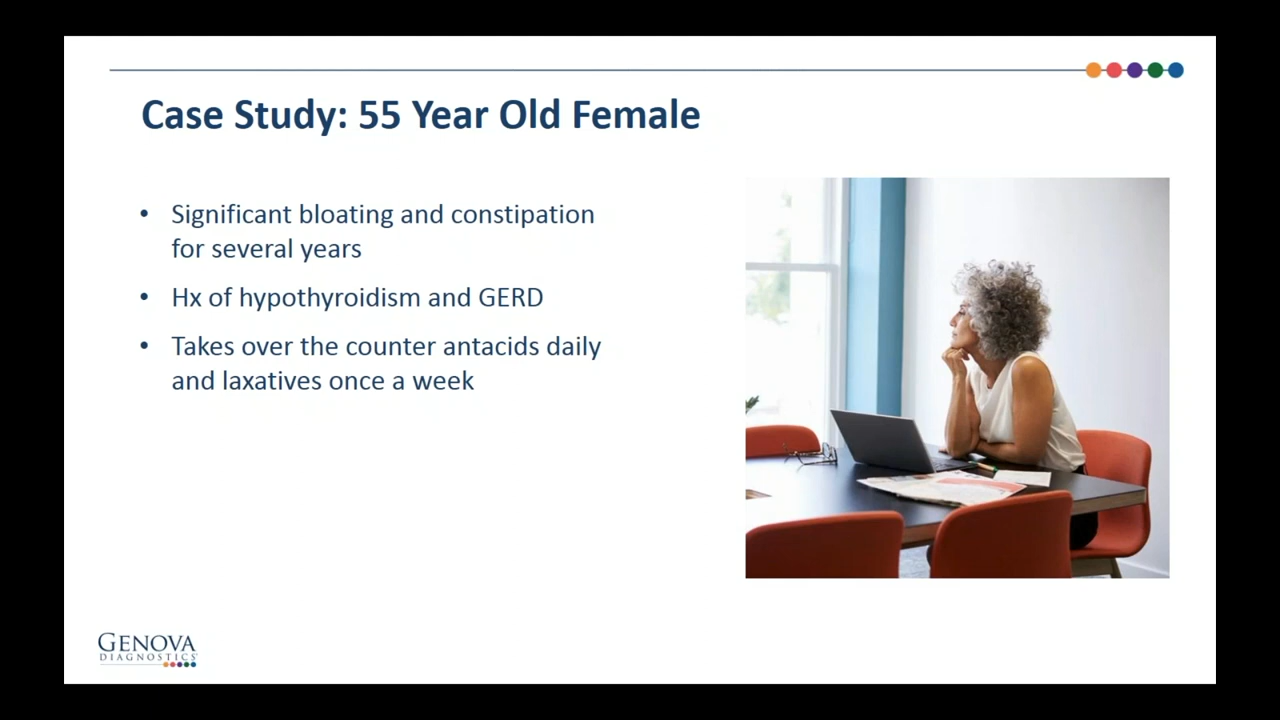 Case Study: 55 Year Old Female
• Significant bloating and constipation
for several years
• Hx of hypothyroidism and GERD
• Takes over the counter antacids daily
and laxatives once a week
GENOVA
DIAGNOSTICS